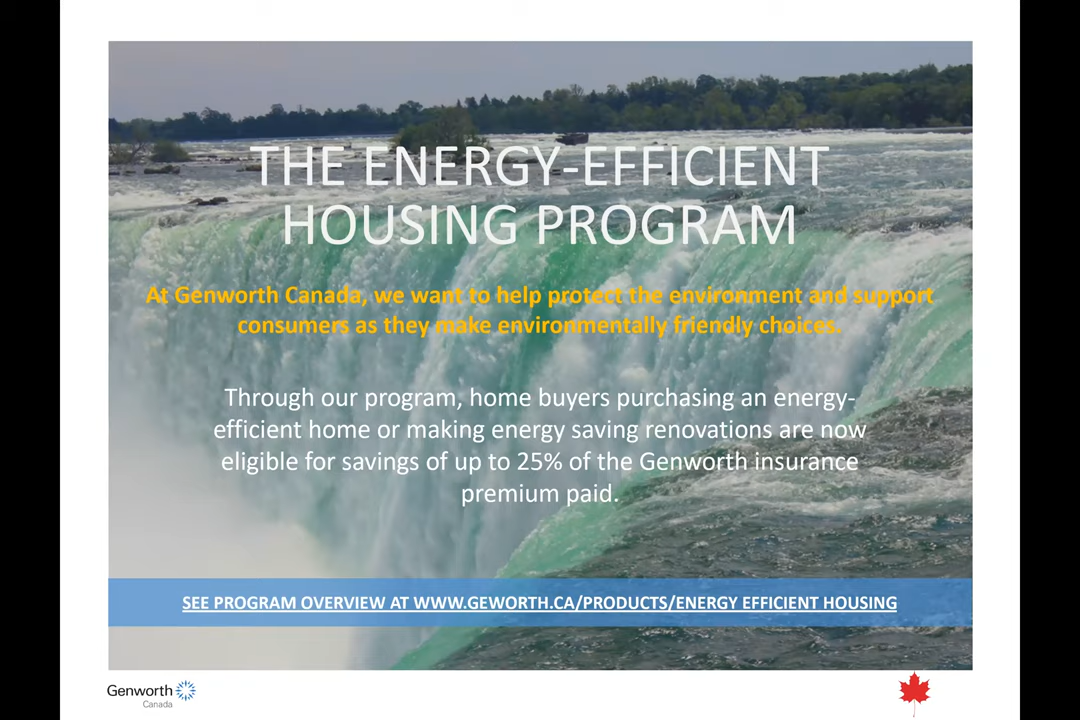 THE ENERGY-EFFICIENT
HOUSING PROGRAM
At Genworth Canada, we want to help protect the environment and support
consumers as they make environmentally friendly choices.
Through our program, home buyers purchasing an energy-
efficient home or making energy saving renovations are now
eligible for savings of up to 25% of the Genworth insurance
premium paid.
SEE PROGRAM OVERVIEW AT WWW.GEWORTH.CA/PRODUCTS/ENERGY EFFICIENT HOUSING
Genworth
Canada